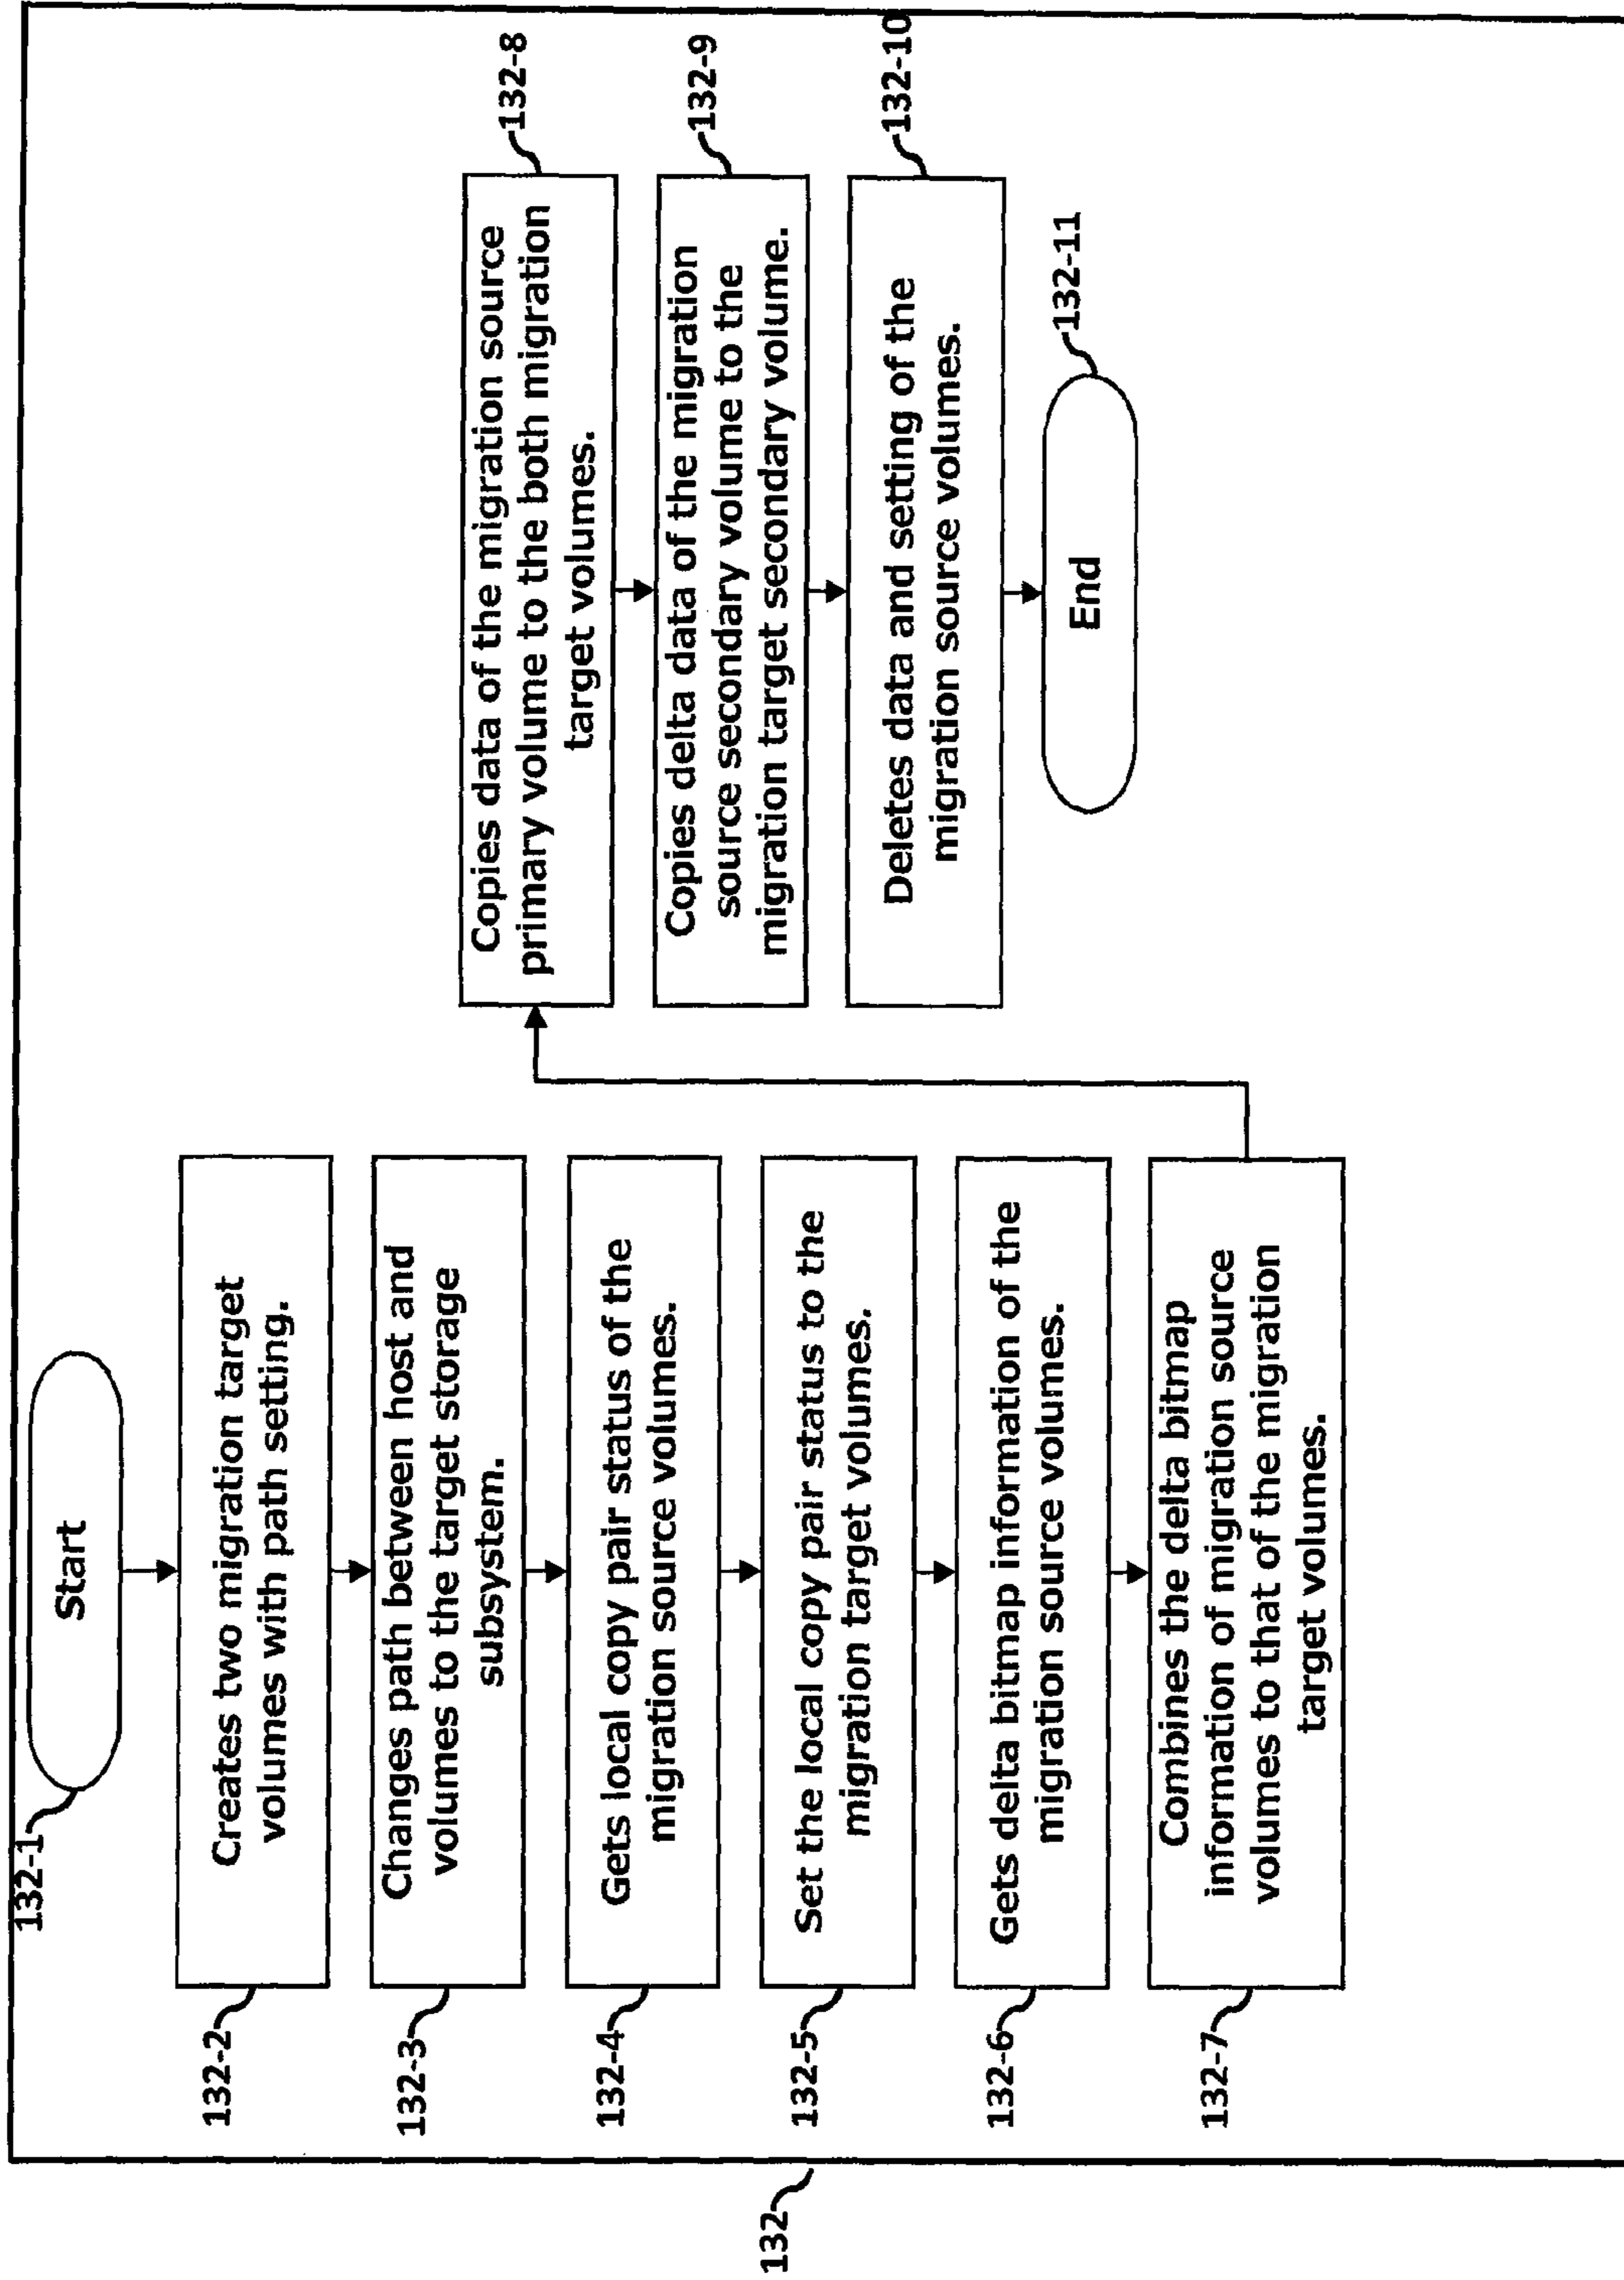 132
132-1
Start
132-2
Creates two migration target
volumes with path setting.
132-3
Changes path between host and
volumes to the target storage
subsystem.
132-4
Gets local copy pair status of the
migration source volumes.
132-5
Set the local copy pair status to the
migration target volumes.
132-6
Gets delta bitmap information of the
migration source volumes.
132-7
Combines the delta bitmap
information of migration source
volumes to that of the migration
target volumes.
132-8
Copies data of the migration source
primary volume to the both migration
target volumes.
132-9
Copies delta data of the migration
source secondary volume to the
migration target secondary volume.
132-10
Deletes data and setting of the
migration source volumes.
132-11
End